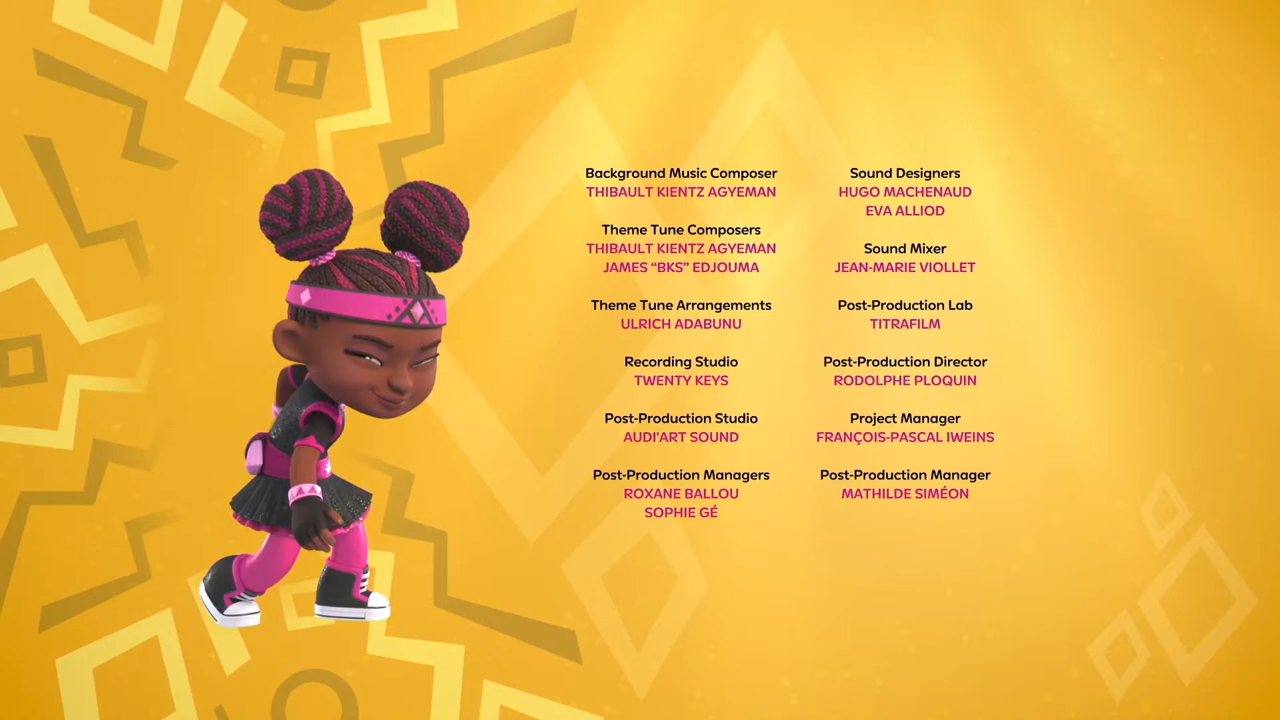 Background Music Composer
THIBAULT KIENTZ AGYEMAN
Theme Tune Composers
THIBAULT KIENTZ AGYEMAN
JAMES “BKS” EDJOUMA
Theme Tune Arrangements
ULRICH ADABUNU
Recording Studio
TWENTY KEYS
Post-Production Studio
AUDI'ART SOUND
Post-Production Managers
ROXANE BALLOU
SOPHIE GÉ
Sound Designers
HUGO MACHENAUD
EVA ALLIOD
Sound Mixer
JEAN-MARIE VIOLLET
Post-Production Lab
TITRAFILM
Post-Production Director
RODOLPHE PLOQUIN
Project Manager
FRANÇOIS-PASCAL IWEINS
Post-Production Manager
MATHILDE SIMÉON